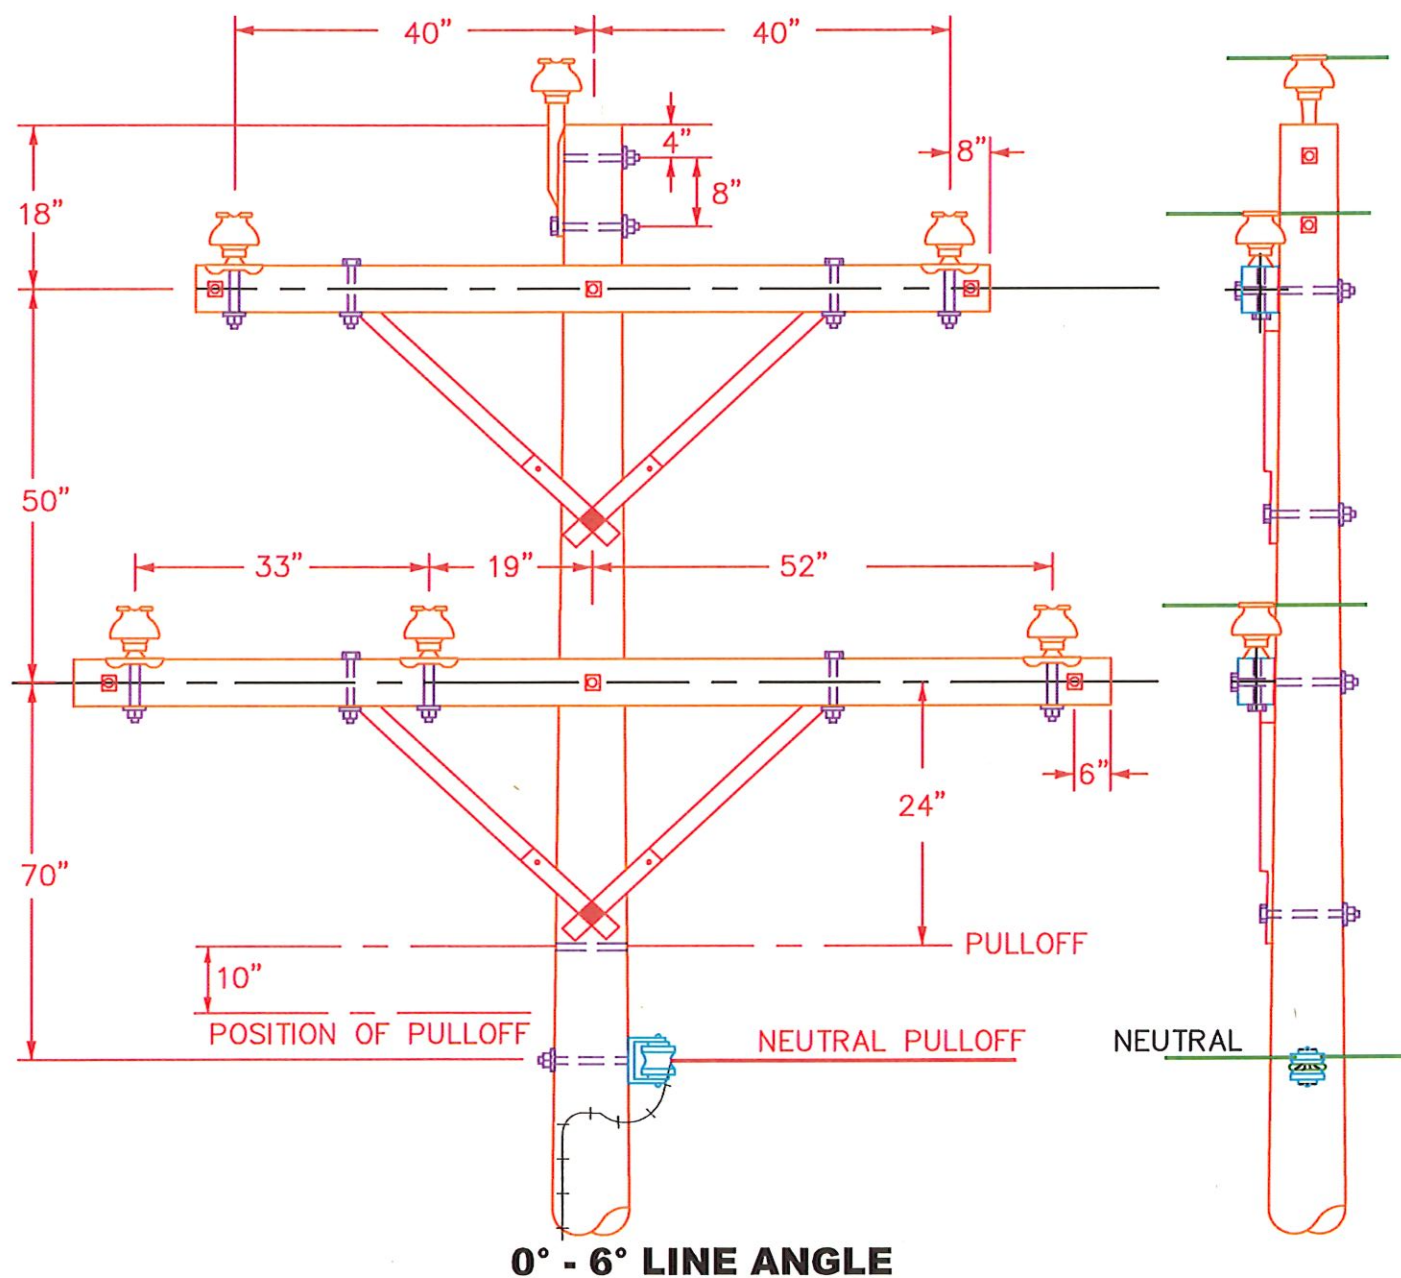 40” 40”
4”
8”
8”
18”
50”
33” 19” 52”
6”
24”
70”
PULLOFF
10”
POSITION OF PULLOFF
NEUTRAL PULLOFF
NEUTRAL
0° - 6° LINE ANGLE